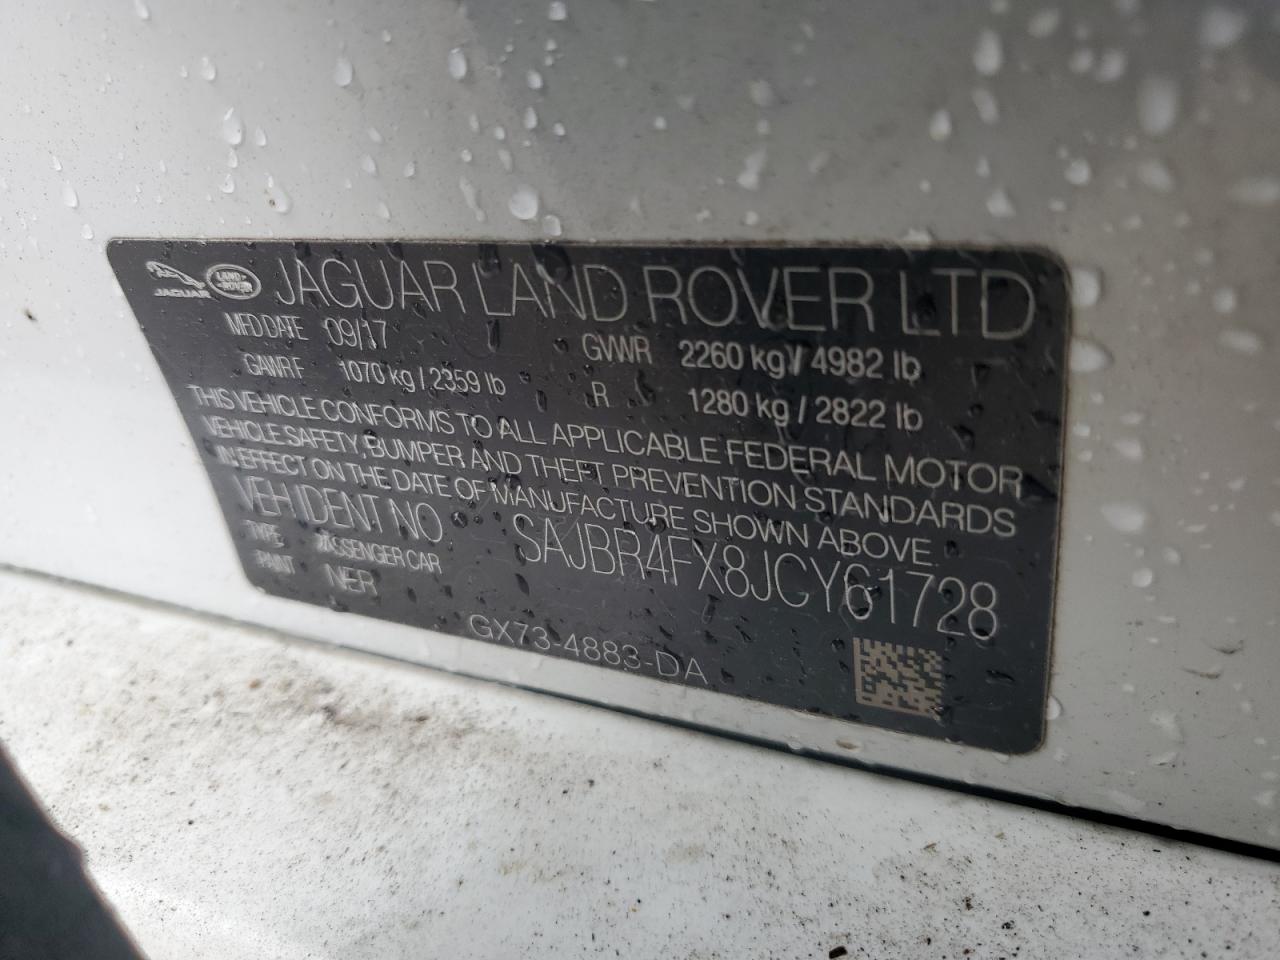 JAGUAR LAND ROVER JAGUAR LAND ROVER LTD
MFD DATE 09/17 GVWR 2260 kg / 4982 lb
GAWR F 1070 kg / 2359 lb R 1280 kg / 2822 lb
THIS VEHICLE CONFORMS TO ALL APPLICABLE FEDERAL MOTOR
VEHICLE SAFETY, BUMPER AND THEFT PREVENTION STANDARDS
IN EFFECT ON THE DATE OF MANUFACTURE SHOWN ABOVE.
VEH IDENT NO SAJBR4FX8JCY61728
TYPE PASSENGER CAR
PAINT NER
GX73-4883-DA